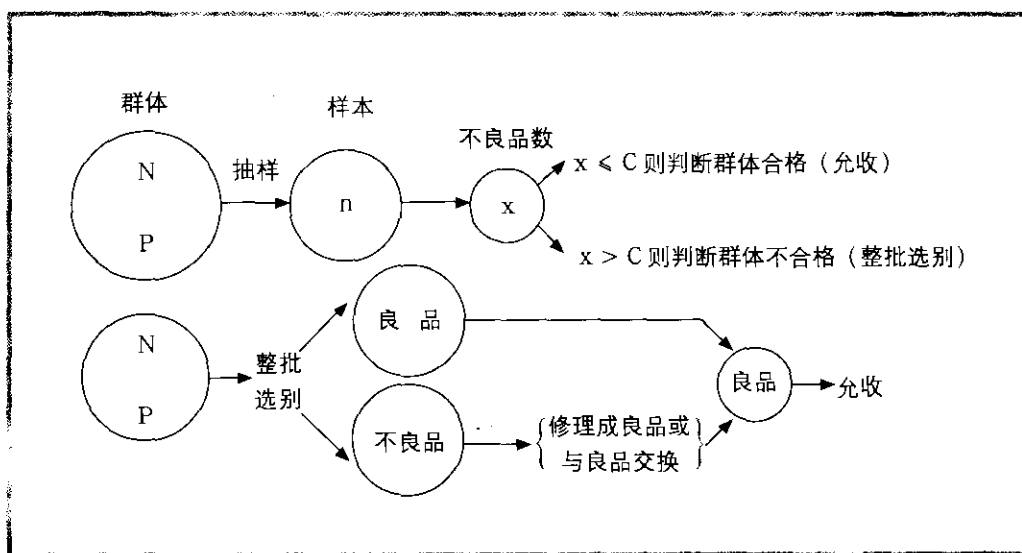 群体
样本
不良品数
N
P
抽样
n
x
x ≤ C 则判断群体合格（允收）
x > C 则判断群体不合格（整批选别）
N
P
整批
选别
良 品
不良品
修理成良品或
与良品交换
良品
允收